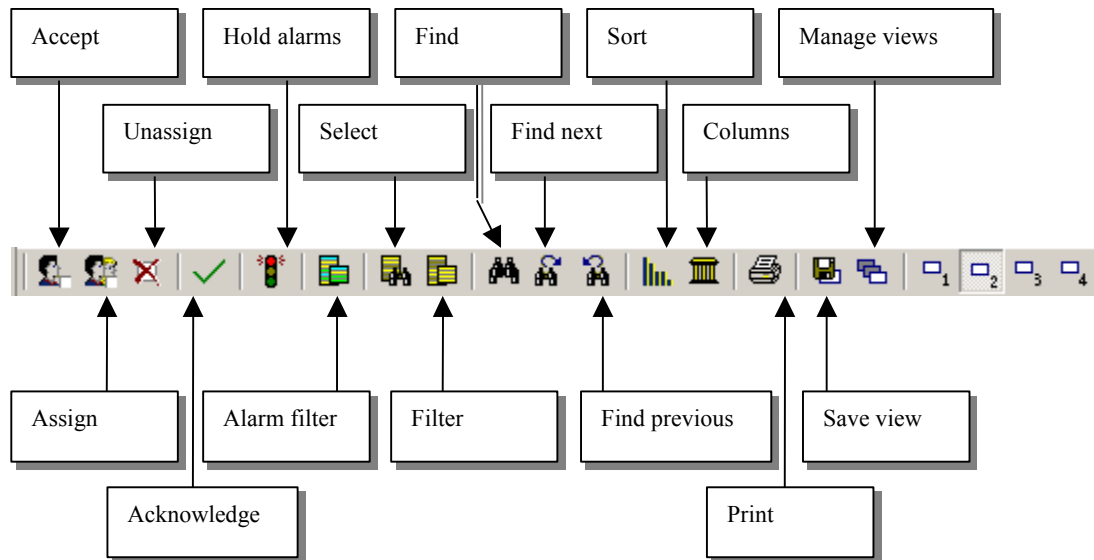 Accept
Hold alarms
Find
Sort
Manage views
Unassign
Select
Find next
Columns
1
2
3
4
Assign
Alarm filter
Filter
Find previous
Save view
Acknowledge
Print